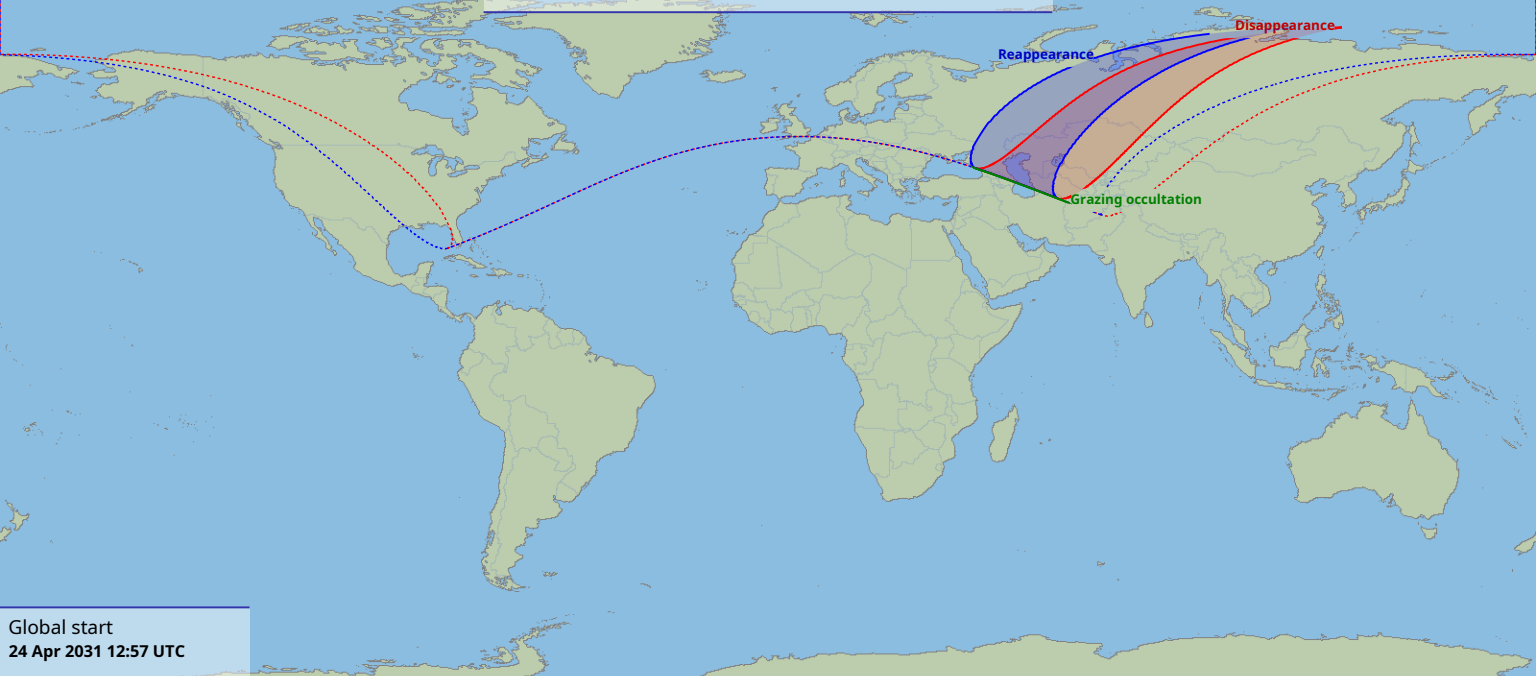 Disappearance
Reappearance
Grazing occultation
Global start
24 Apr 2031 12:57 UTC